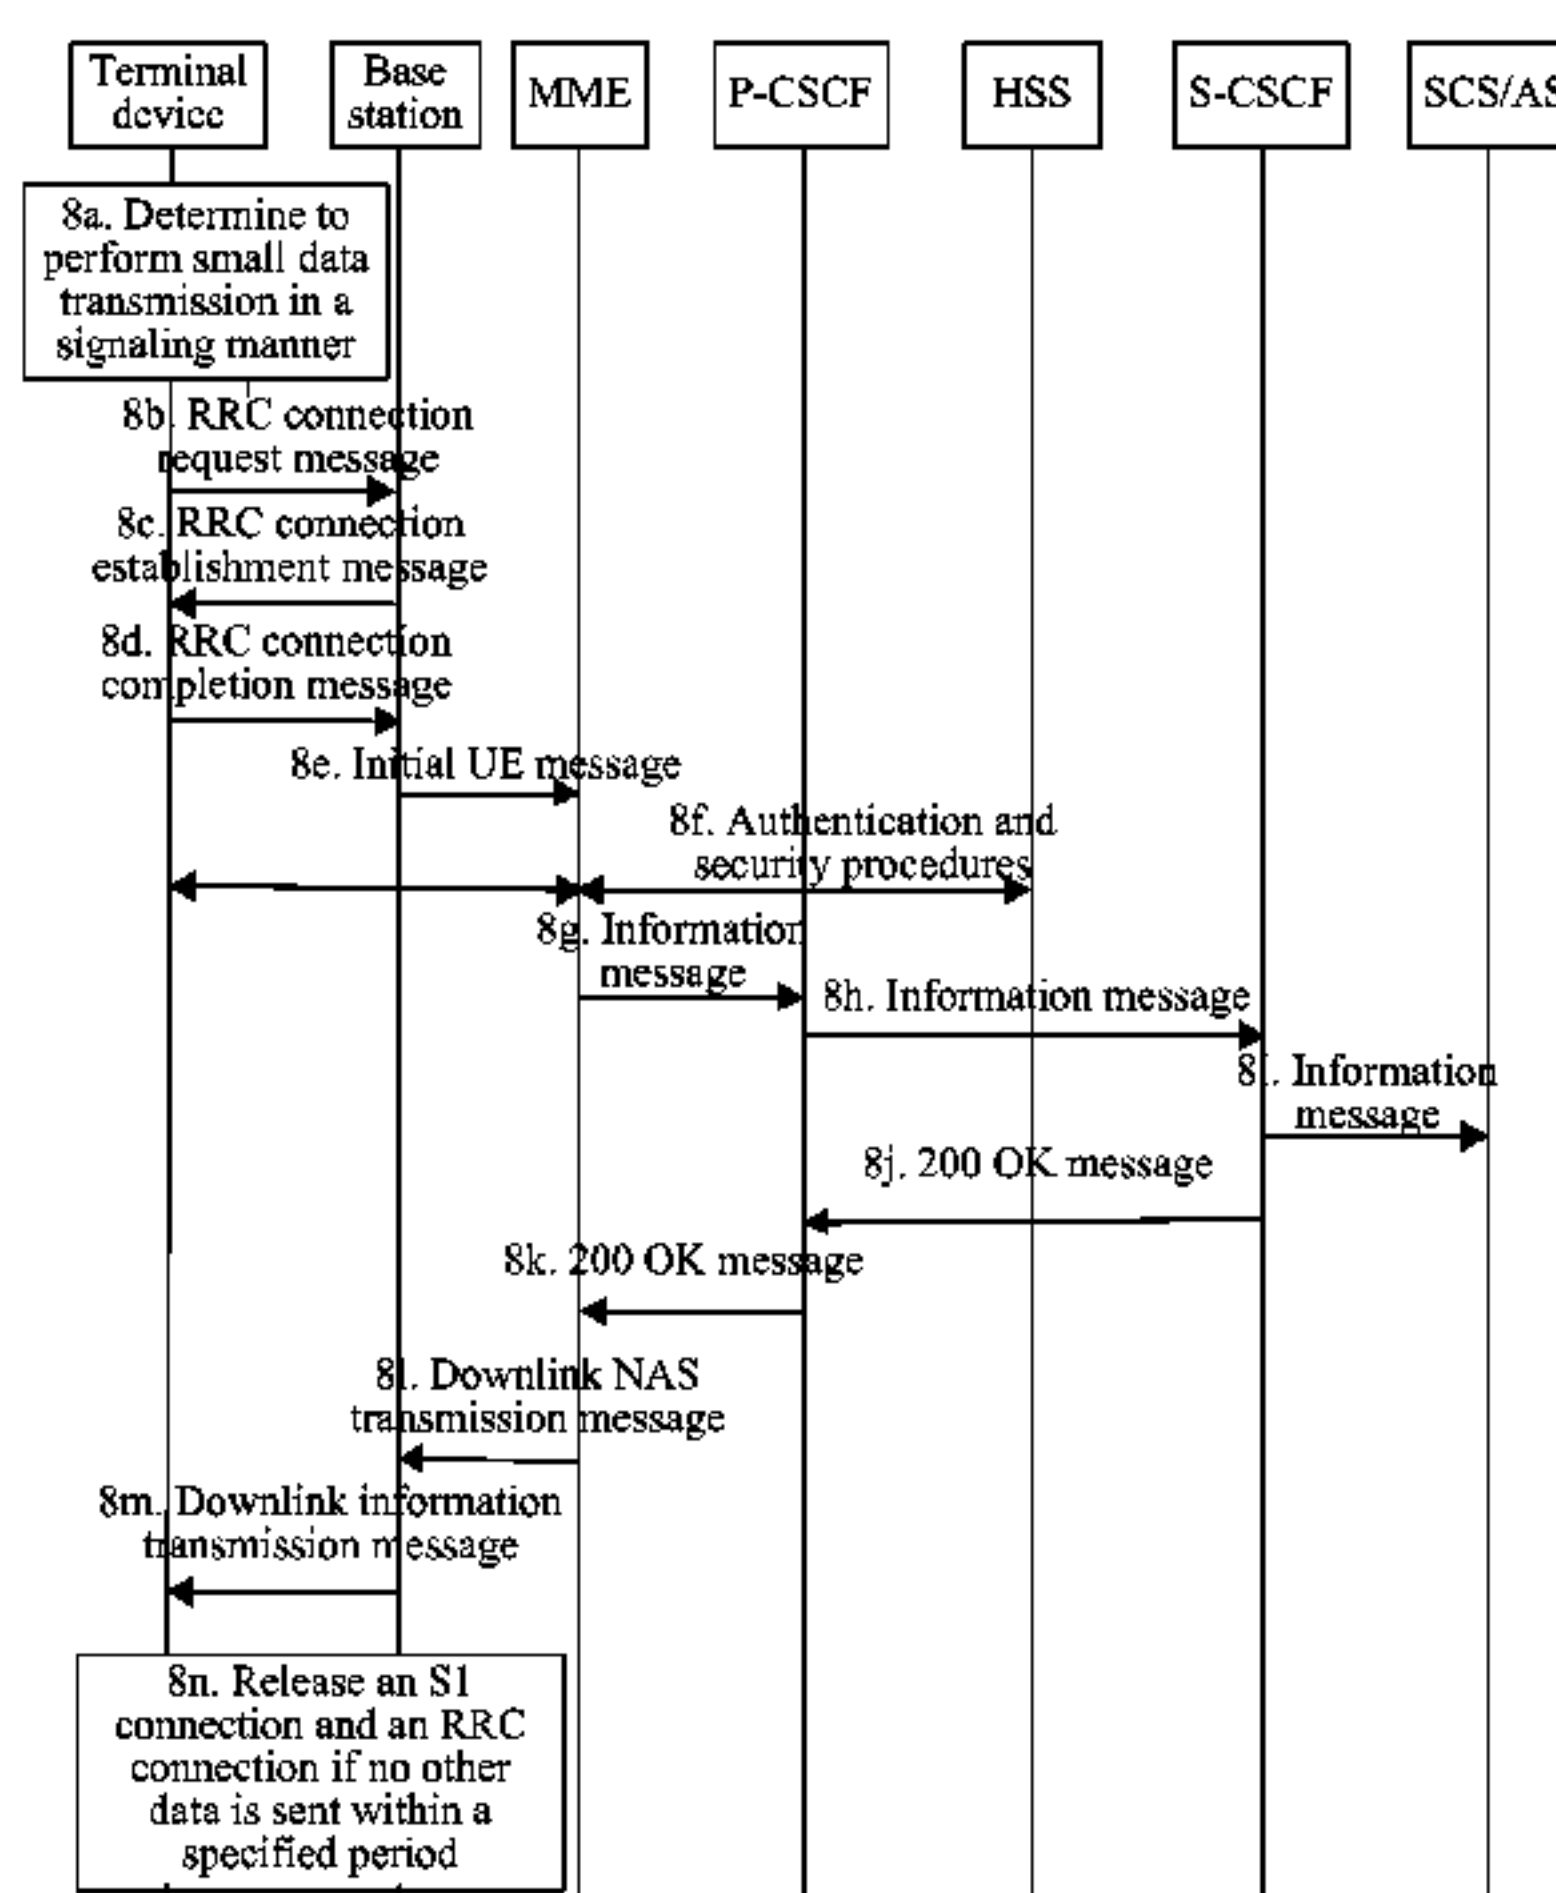 Terminal
device
Base
station
MME
P-CSCF
HSS
S-CSCF
SCS/AS
8a. Determine to
perform small data
transmission in a
signaling manner
8b. RRC connection
request message
8c. RRC connection
establishment message
8d. RRC connection
completion message
8e. Initial UE message
8f. Authentication and
security procedures
8g. Information
message
8h. Information message
8i. Information
message
8j. 200 OK message
8k. 200 OK message
8l. Downlink NAS
transmission message
8m. Downlink information
transmission message
8n. Release an S1
connection and an RRC
connection if no other
data is sent within a
specified period